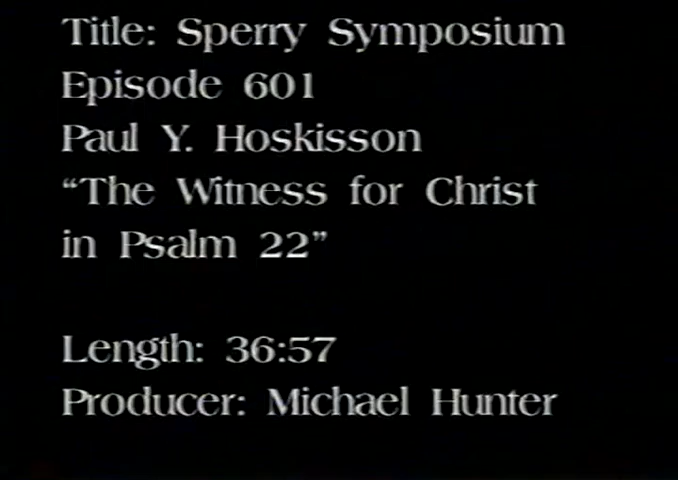 Title: Sperry Symposium
Episode 601
Paul Y. Hoskisson
“The Witness for Christ
in Psalm 22”
Length: 36:57
Producer: Michael Hunter